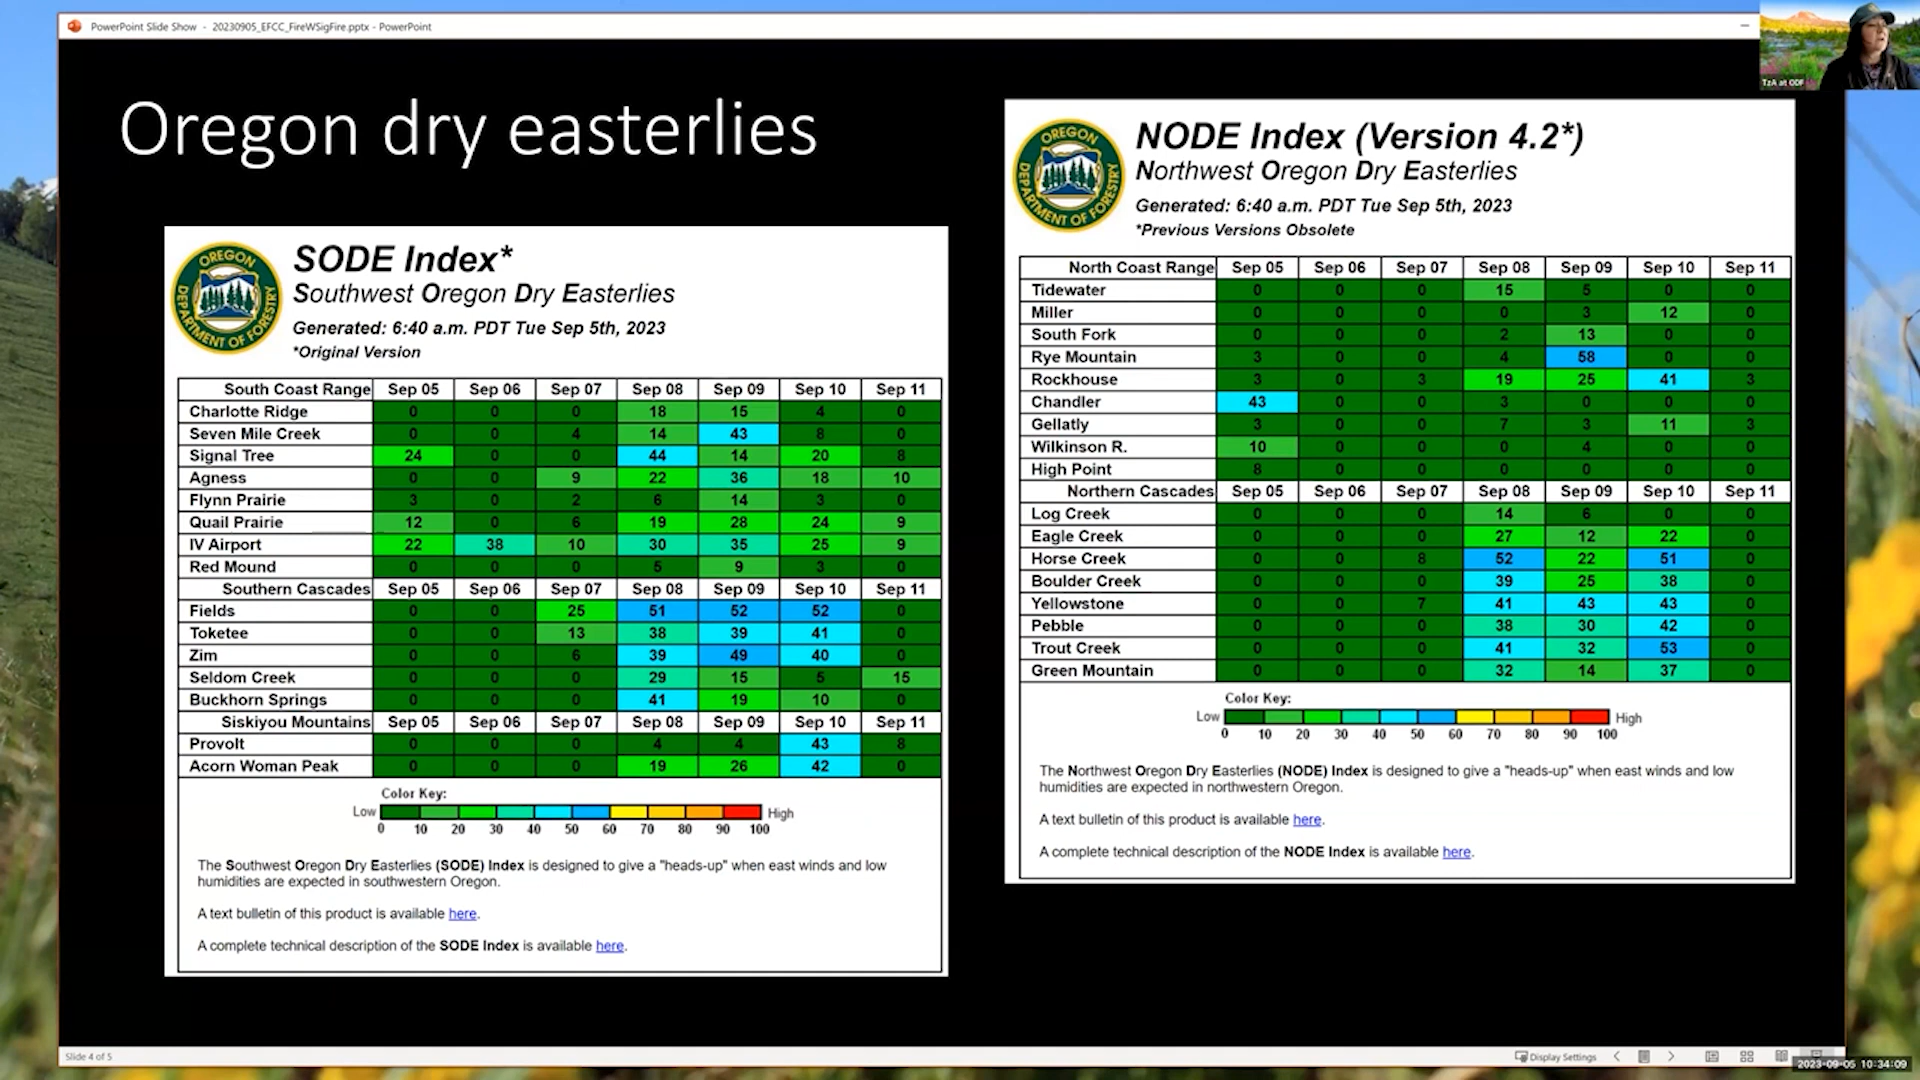 PowerPoint Slide Show - 20230905_EFCC_FireWSigFire.pptx - PowerPoint
TzA at ODF
Oregon dry easterlies
OREGON
DEPARTMENT OF FORESTRY
SODE Index*
Southwest Oregon Dry Easterlies
Generated: 6:40 a.m. PDT Tue Sep 5th, 2023
*Original Version
South Coast Range Sep 05 Sep 06 Sep 07 Sep 08 Sep 09 Sep 10 Sep 11
Charlotte Ridge 0 0 0 18 15 4 0
Seven Mile Creek 0 0 4 14 43 8 0
Signal Tree 24 0 0 44 14 20 8
Agness 0 0 9 22 36 18 10
Flynn Prairie 3 0 2 6 14 3 0
Quail Prairie 12 0 6 19 28 24 9
IV Airport 22 38 10 30 35 25 9
Red Mound 0 0 0 5 9 3 0
Southern Cascades Sep 05 Sep 06 Sep 07 Sep 08 Sep 09 Sep 10 Sep 11
Fields 0 0 25 51 52 52 0
Toketee 0 0 13 38 39 41 0
Zim 0 0 6 39 49 40 0
Seldom Creek 0 0 0 29 15 5 15
Buckhorn Springs 0 0 0 41 19 10 0
Siskiyou Mountains Sep 05 Sep 06 Sep 07 Sep 08 Sep 09 Sep 10 Sep 11
Provolt 0 0 0 4 4 43 8
Acorn Woman Peak 0 0 0 19 26 42 0
Color Key:
Low High
0 10 20 30 40 50 60 70 80 90 100
The Southwest Oregon Dry Easterlies (SODE) Index is designed to give a "heads-up" when east winds and low
humidities are expected in southwestern Oregon.
A text bulletin of this product is available here.
A complete technical description of the SODE Index is available here.
OREGON
DEPARTMENT OF FORESTRY
NODE Index (Version 4.2*)
Northwest Oregon Dry Easterlies
Generated: 6:40 a.m. PDT Tue Sep 5th, 2023
*Previous Versions Obsolete
North Coast Range Sep 05 Sep 06 Sep 07 Sep 08 Sep 09 Sep 10 Sep 11
Tidewater 0 0 0 15 5 0 0
Miller 0 0 0 0 3 12 0
South Fork 0 0 0 2 13 0 0
Rye Mountain 3 0 0 4 58 0 0
Rockhouse 3 0 3 19 25 41 3
Chandler 43 0 0 3 0 0 0
Gellatly 3 0 0 7 3 11 3
Wilkinson R. 10 0 0 0 4 0 0
High Point 8 0 0 0 0 0 0
Northern Cascades Sep 05 Sep 06 Sep 07 Sep 08 Sep 09 Sep 10 Sep 11
Log Creek 0 0 0 14 6 0 0
Eagle Creek 0 0 0 27 12 22 0
Horse Creek 0 0 8 52 22 51 0
Boulder Creek 0 0 0 39 25 38 0
Yellowstone 0 0 7 41 43 43 0
Pebble 0 0 0 38 30 42 0
Trout Creek 0 0 0 41 32 53 0
Green Mountain 0 0 0 32 14 37 0
Color Key:
Low High
0 10 20 30 40 50 60 70 80 90 100
The Northwest Oregon Dry Easterlies (NODE) Index is designed to give a "heads-up" when east winds and low
humidities are expected in northwestern Oregon.
A text bulletin of this product is available here.
A complete technical description of the NODE Index is available here.
Slide 4 of 5
Display Settings
2023-09-05 10:34:09